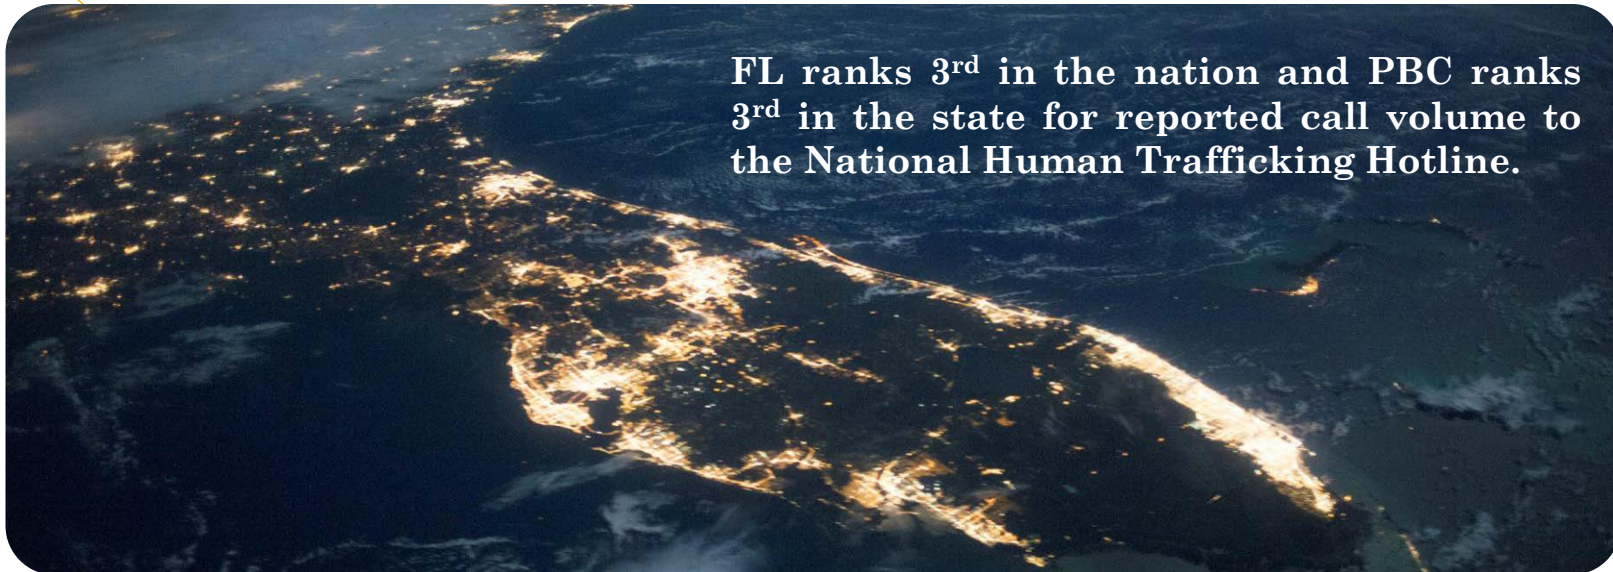 FL ranks 3rd in the nation and PBC ranks
3rd in the state for reported call volume to
the National Human Trafficking Hotline.